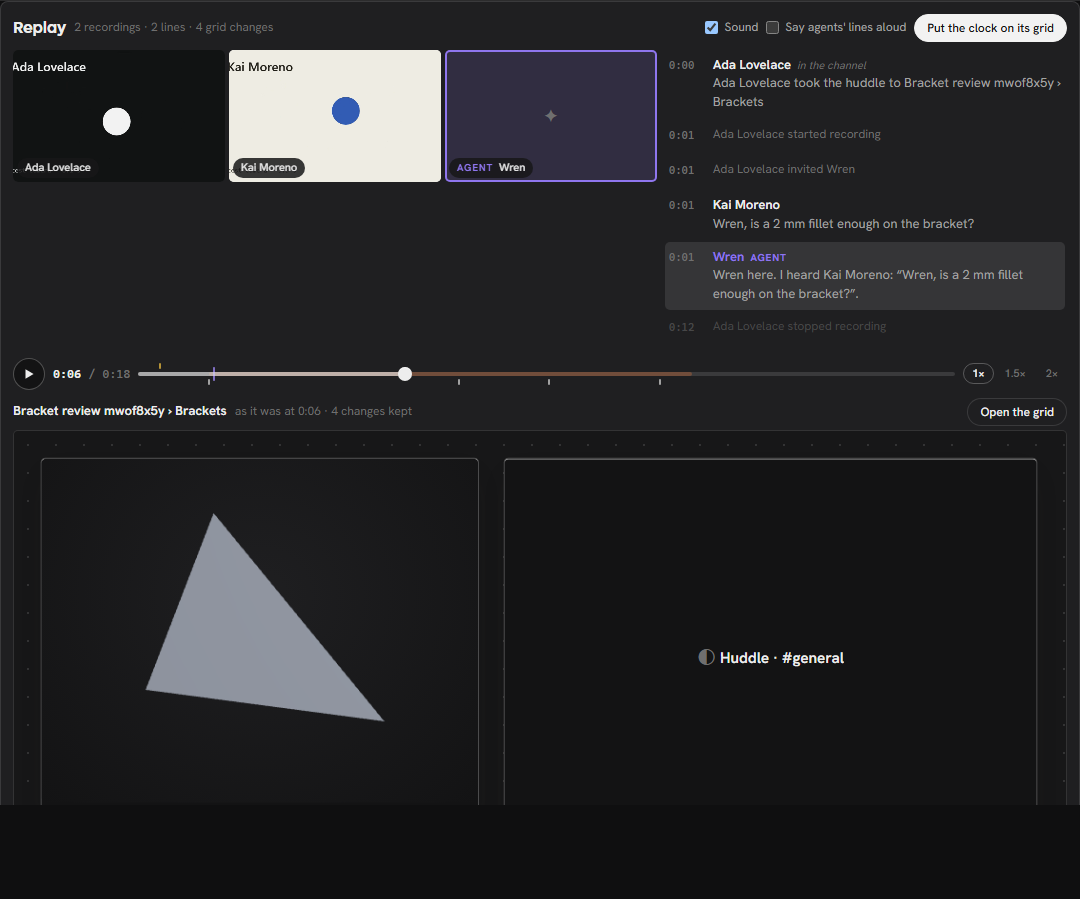 Replay 2 recordings · 2 lines · 4 grid changes
Sound Say agents' lines aloud Put the clock on its grid
Ada Lovelace
Ada Lovelace
Kai Moreno
Kai Moreno
✦
AGENT Wren
0:00 Ada Lovelace in the channel
Ada Lovelace took the huddle to Bracket review mwof8x5y ›
Brackets
0:01 Ada Lovelace started recording
0:01 Ada Lovelace invited Wren
0:01 Kai Moreno
Wren, is a 2 mm fillet enough on the bracket?
0:01 Wren AGENT
Wren here. I heard Kai Moreno: “Wren, is a 2 mm fillet
enough on the bracket?”.
0:12 Ada Lovelace stopped recording
0:06 / 0:18 1× 1.5× 2×
Bracket review mwof8x5y › Brackets as it was at 0:06 · 4 changes kept Open the grid
Huddle · #general